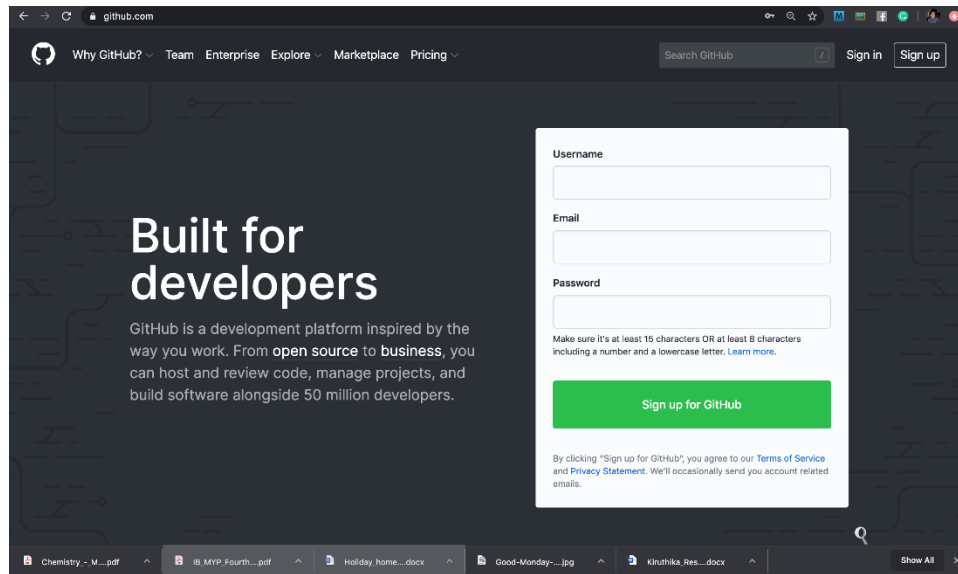 github.com
Why GitHub? Team Enterprise Explore Marketplace Pricing Search GitHub / Sign in Sign up
Built for
developers
GitHub is a development platform inspired by the
way you work. From open source to business, you
can host and review code, manage projects, and
build software alongside 50 million developers.
Username
Email
Password
Make sure it's at least 15 characters OR at least 8 characters
including a number and a lowercase letter. Learn more.
Sign up for GitHub
By clicking “Sign up for GitHub”, you agree to our Terms of Service
and Privacy Statement. We’ll occasionally send you account related
emails.
Chemistry_-_M....pdf IB_MYP_Fourth....pdf Holiday_home....docx Good-Monday-....jpg Kiruthika_Res....docx Show All